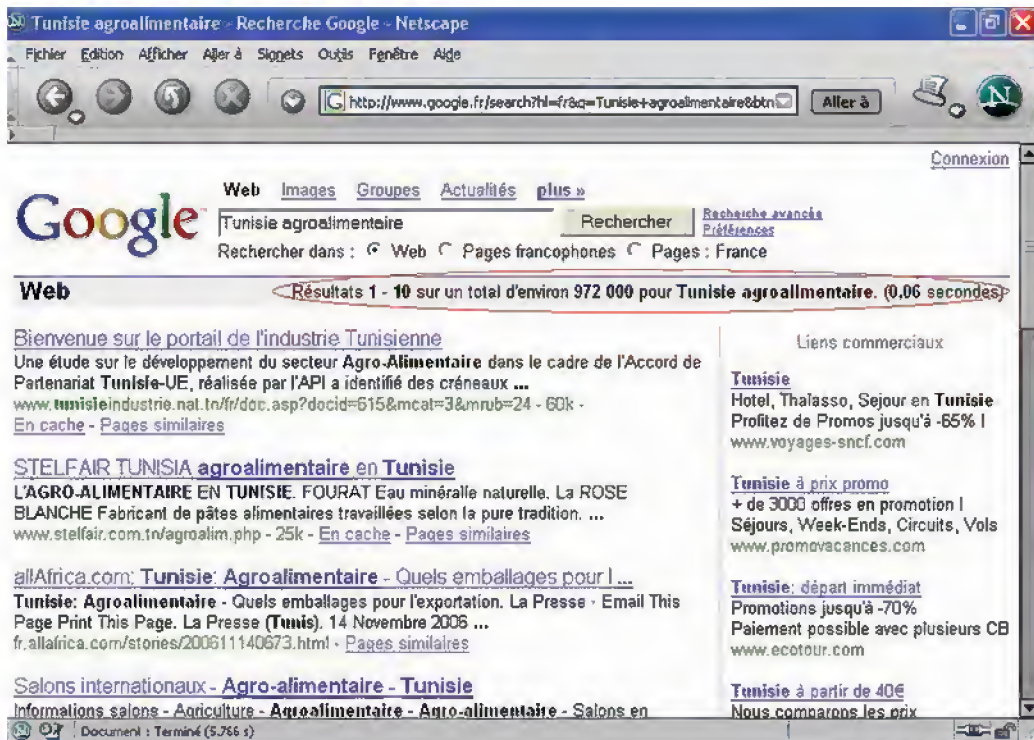 Tunisie agroalimentaire - Recherche Google - Netscape
Fichier Edition Afficher Aller à Signets Outils Fenêtre Aide
http://www.google.fr/search?hl=fr&q=Tunisie+agroalimentaire&btn Aller à
Connexion
Web Images Groupes Actualités plus »
Google
Tunisie agroalimentaire Rechercher Recherche avancée
Préférences
Rechercher dans : Web Pages francophones Pages : France
Web Résultats 1 - 10 sur un total d'environ 972 000 pour Tunisie agroalimentaire. (0,06 secondes)
Bienvenue sur le portail de l'industrie Tunisienne
Une étude sur le développement du secteur Agro-Alimentaire dans le cadre de l'Accord de
Partenariat Tunisie-UE, réalisée par l'API a identifié des créneaux ...
www.tunisieindustrie.nat.tn/fr/doc.asp?docid=615&mcat=3&mrub=24 - 60k -
En cache - Pages similaires
STELFAIR TUNISIA agroalimentaire en Tunisie
L'AGRO-ALIMENTAIRE EN TUNISIE. FOURAT Eau minéralle naturelle. La ROSE
BLANCHE Fabricant de pâtes alimentaires travaillées selon la pure tradition. ...
www.stelfair.com.tn/agroalim.php - 25k - En cache - Pages similaires
allAfrica.com: Tunisie: Agroalimentaire - Quels emballages pour l ...
Tunisie: Agroalimentaire - Quels emballages pour l'exportation. La Presse - Email This
Page Print This Page. La Presse (Tunis). 14 Novembre 2006 ...
fr.allafrica.com/stories/200611140673.html - Pages similaires
Salons internationaux - Agro-alimentaire - Tunisie
Informations salons - Agriculture - Agroalimentaire - Agro-alimentaire - Salons en
Liens commerciaux
Tunisie
Hotel, Thalasso, Sejour en Tunisie
Profitez de Promos jusqu'à -65% !
www.voyages-sncf.com
Tunisie à prix promo
+ de 3000 offres en promotion !
Séjours, Week-Ends, Circuits, Vols
www.promovacances.com
Tunisie: départ immédiat
Promotions jusqu'à -70%
Paiement possible avec plusieurs CB
www.ecotour.com
Tunisie à partir de 40€
Nous comparons les prix
Document : Terminé (5.766 s)